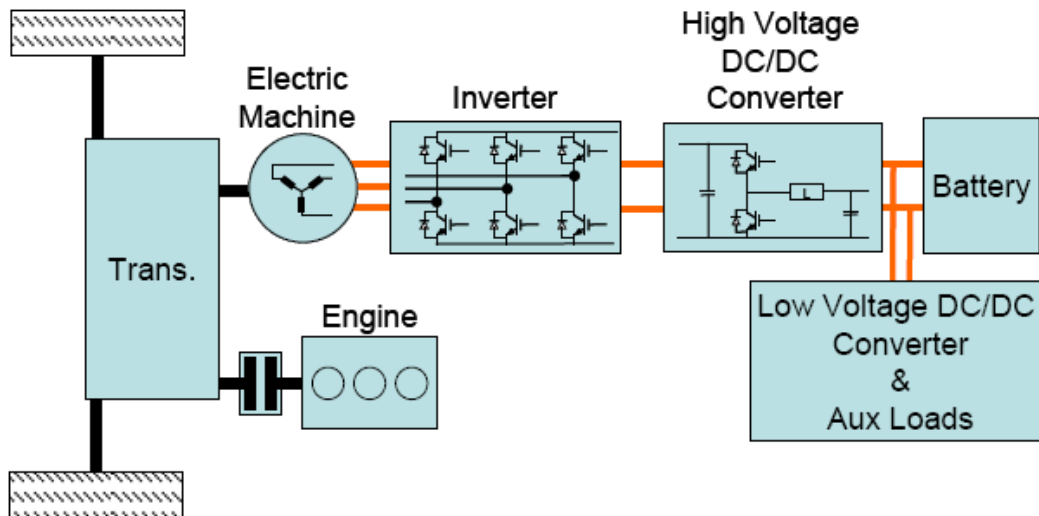 High Voltage
DC/DC
Converter
Electric
Machine
Inverter
L
Battery
Trans.
Engine
Low Voltage DC/DC
Converter
&
Aux Loads